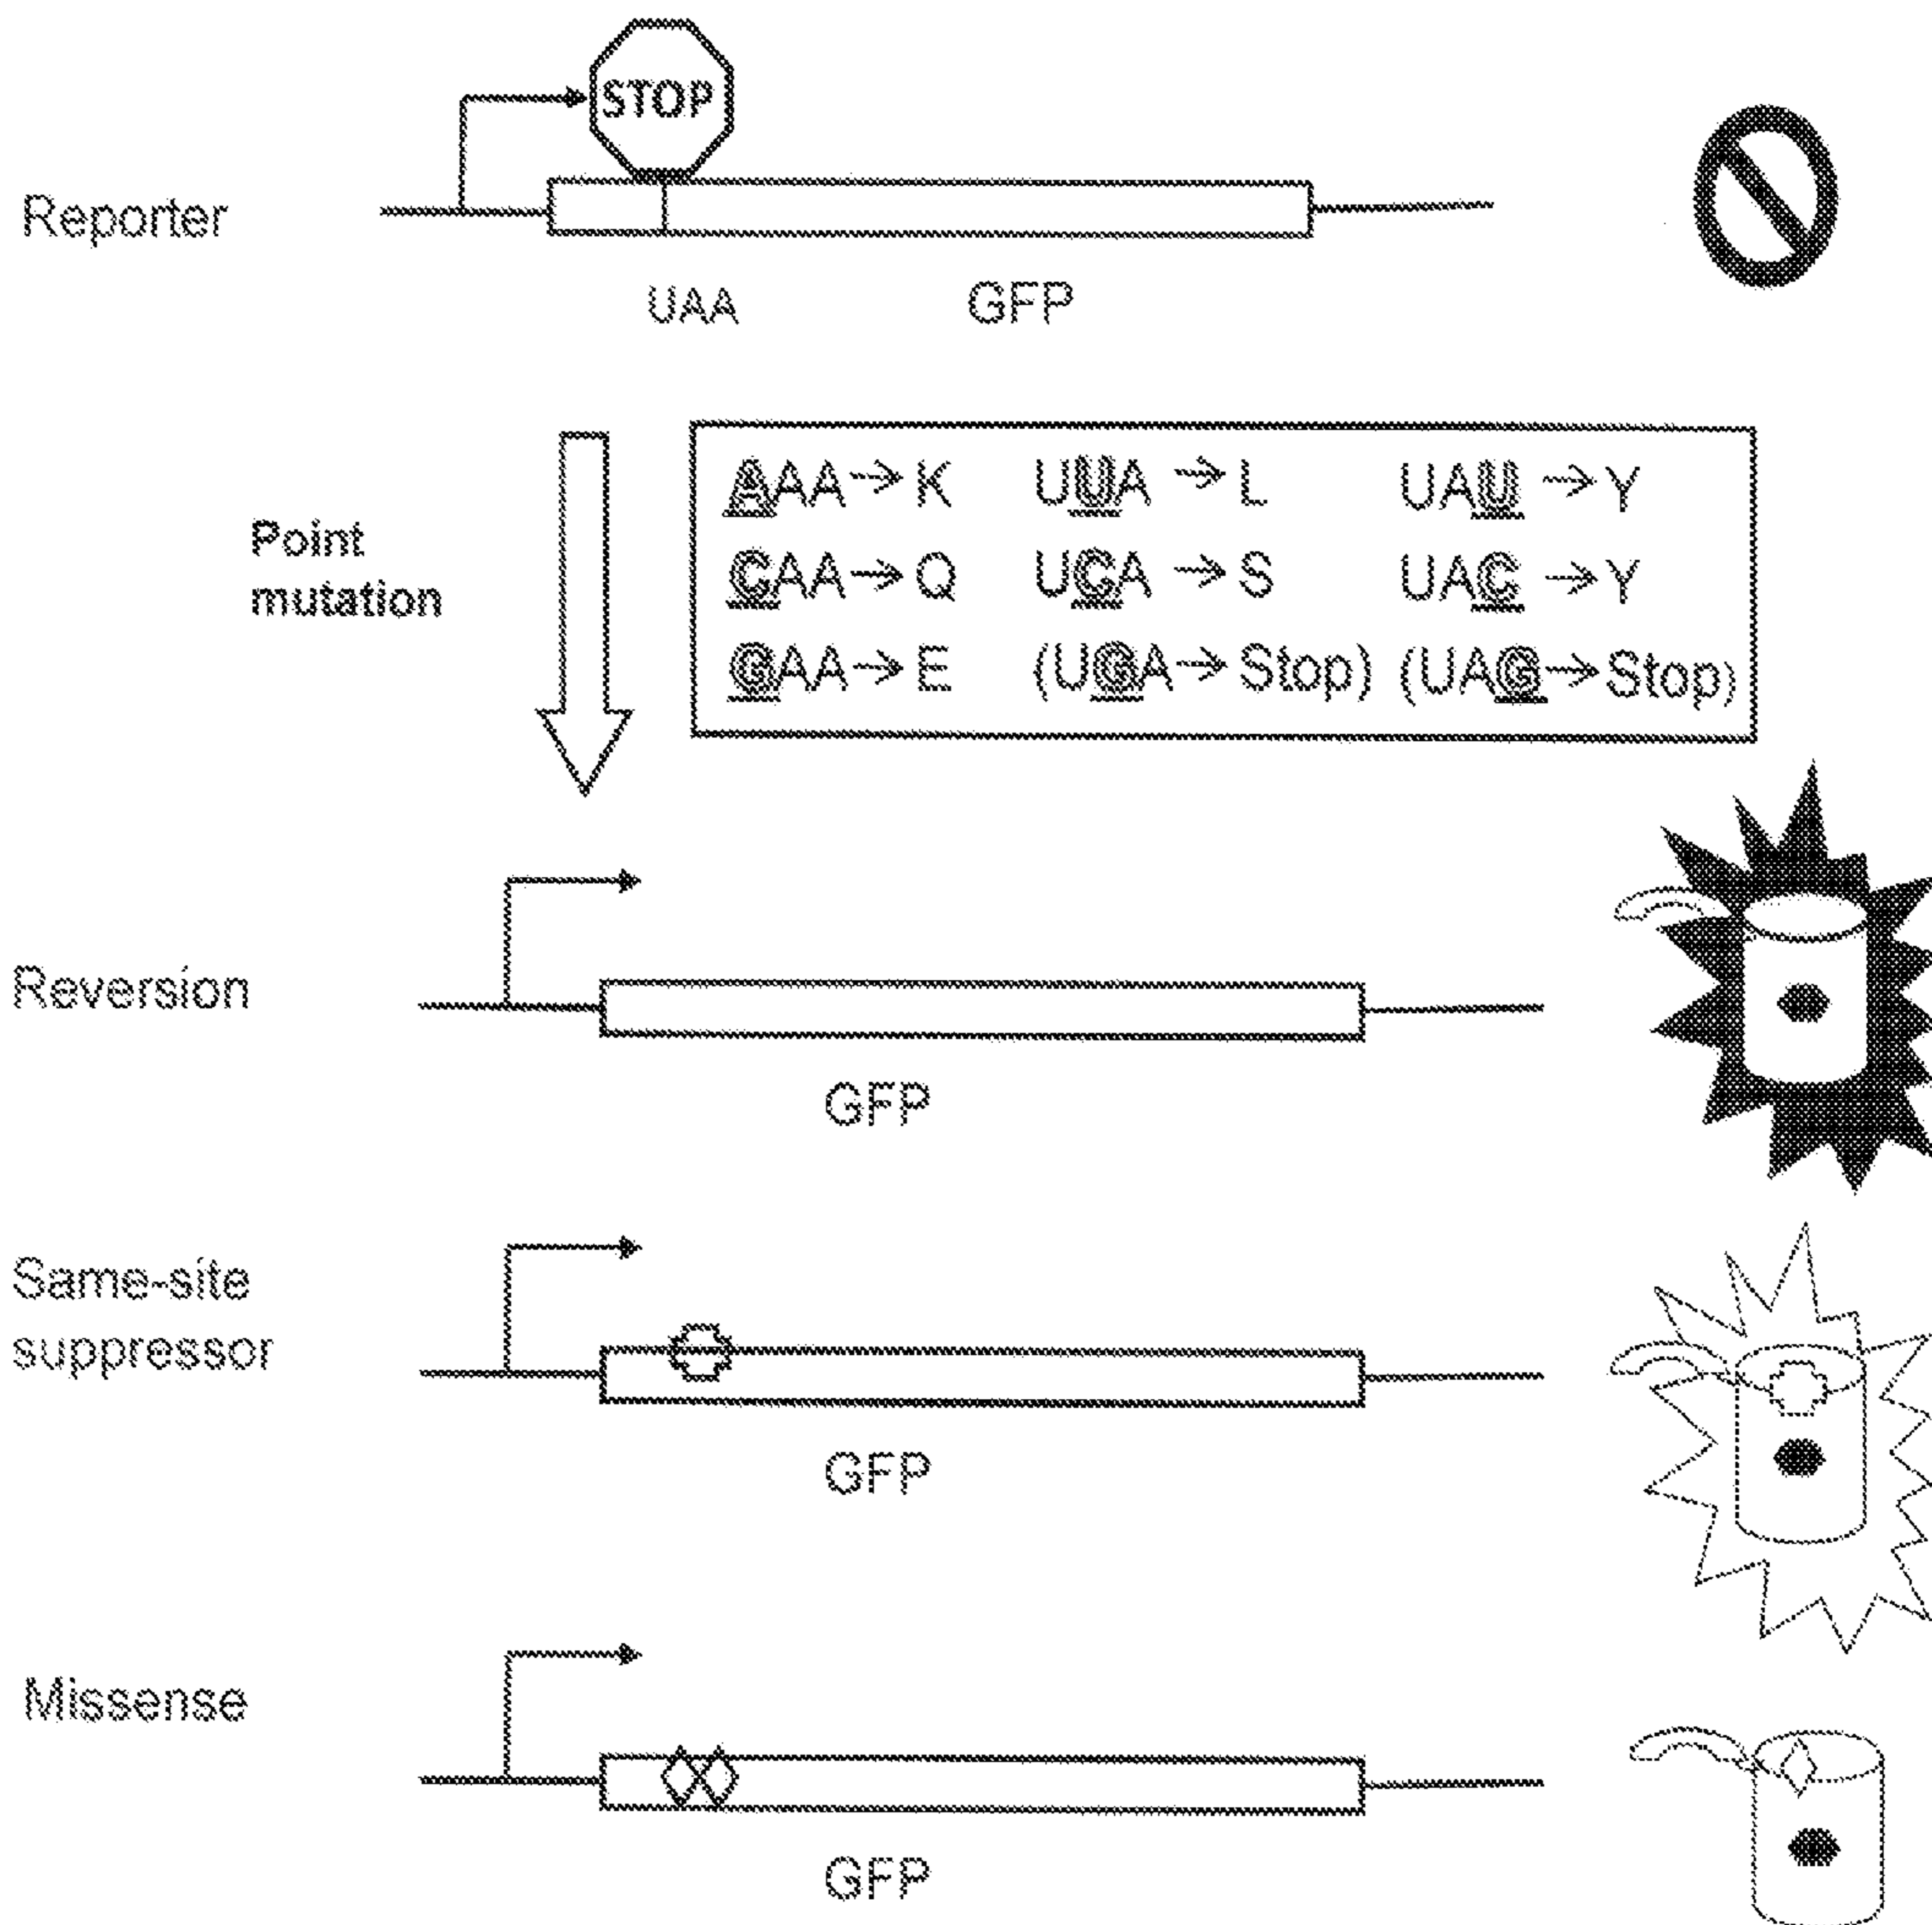 STOP
Reporter
UAA GFP
Point
mutation
AAA→K UUA→L UAU→Y
CAA→Q UCA→S UAC→Y
GAA→E (UGA→Stop) (UAG→Stop)
Reversion
GFP
Same-site
suppressor
GFP
Missense
GFP